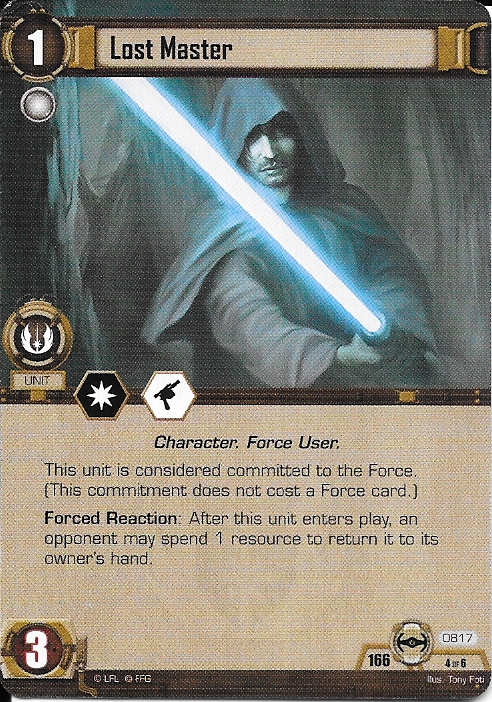 1
Lost Master
UNIT
Character. Force User.
This unit is considered committed to the Force.
(This commitment does not cost a Force card.)
Forced Reaction: After this unit enters play, an
opponent may spend 1 resource to return it to its
owner's hand.
3
0817
166
4 OF 6
© LFL © FFG
Illus. Tony Foti